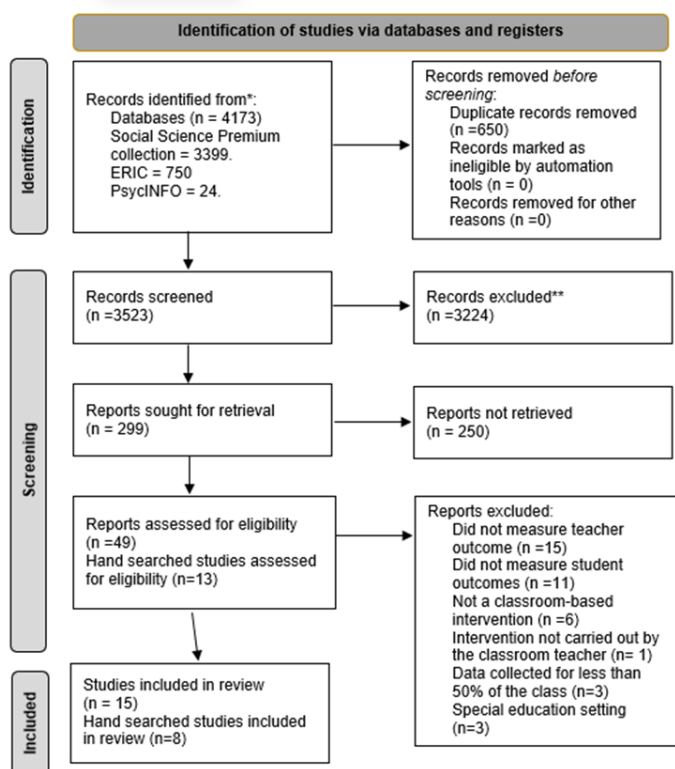 Identification of studies via databases and registers
Identification
Records identified from*:
Databases (n = 4173)
Social Science Premium
collection = 3399.
ERIC = 750
PsycINFO = 24.
Records removed before
screening:
Duplicate records removed
(n =650)
Records marked as
ineligible by automation
tools (n = 0)
Records removed for other
reasons (n =0)
Screening
Records screened
(n =3523)
Records excluded**
(n =3224)
Reports sought for retrieval
(n = 299)
Reports not retrieved
(n = 250)
Reports assessed for eligibility
(n =49)
Hand searched studies assessed
for eligibility (n=13)
Reports excluded:
Did not measure teacher
outcome (n =15)
Did not measure student
outcomes (n =11)
Not a classroom-based
intervention (n =6)
Intervention not carried out by
the classroom teacher (n= 1)
Data collected for less than
50% of the class (n=3)
Special education setting
(n=3)
Included
Studies included in review
(n = 15)
Hand searched studies included
in review (n=8)